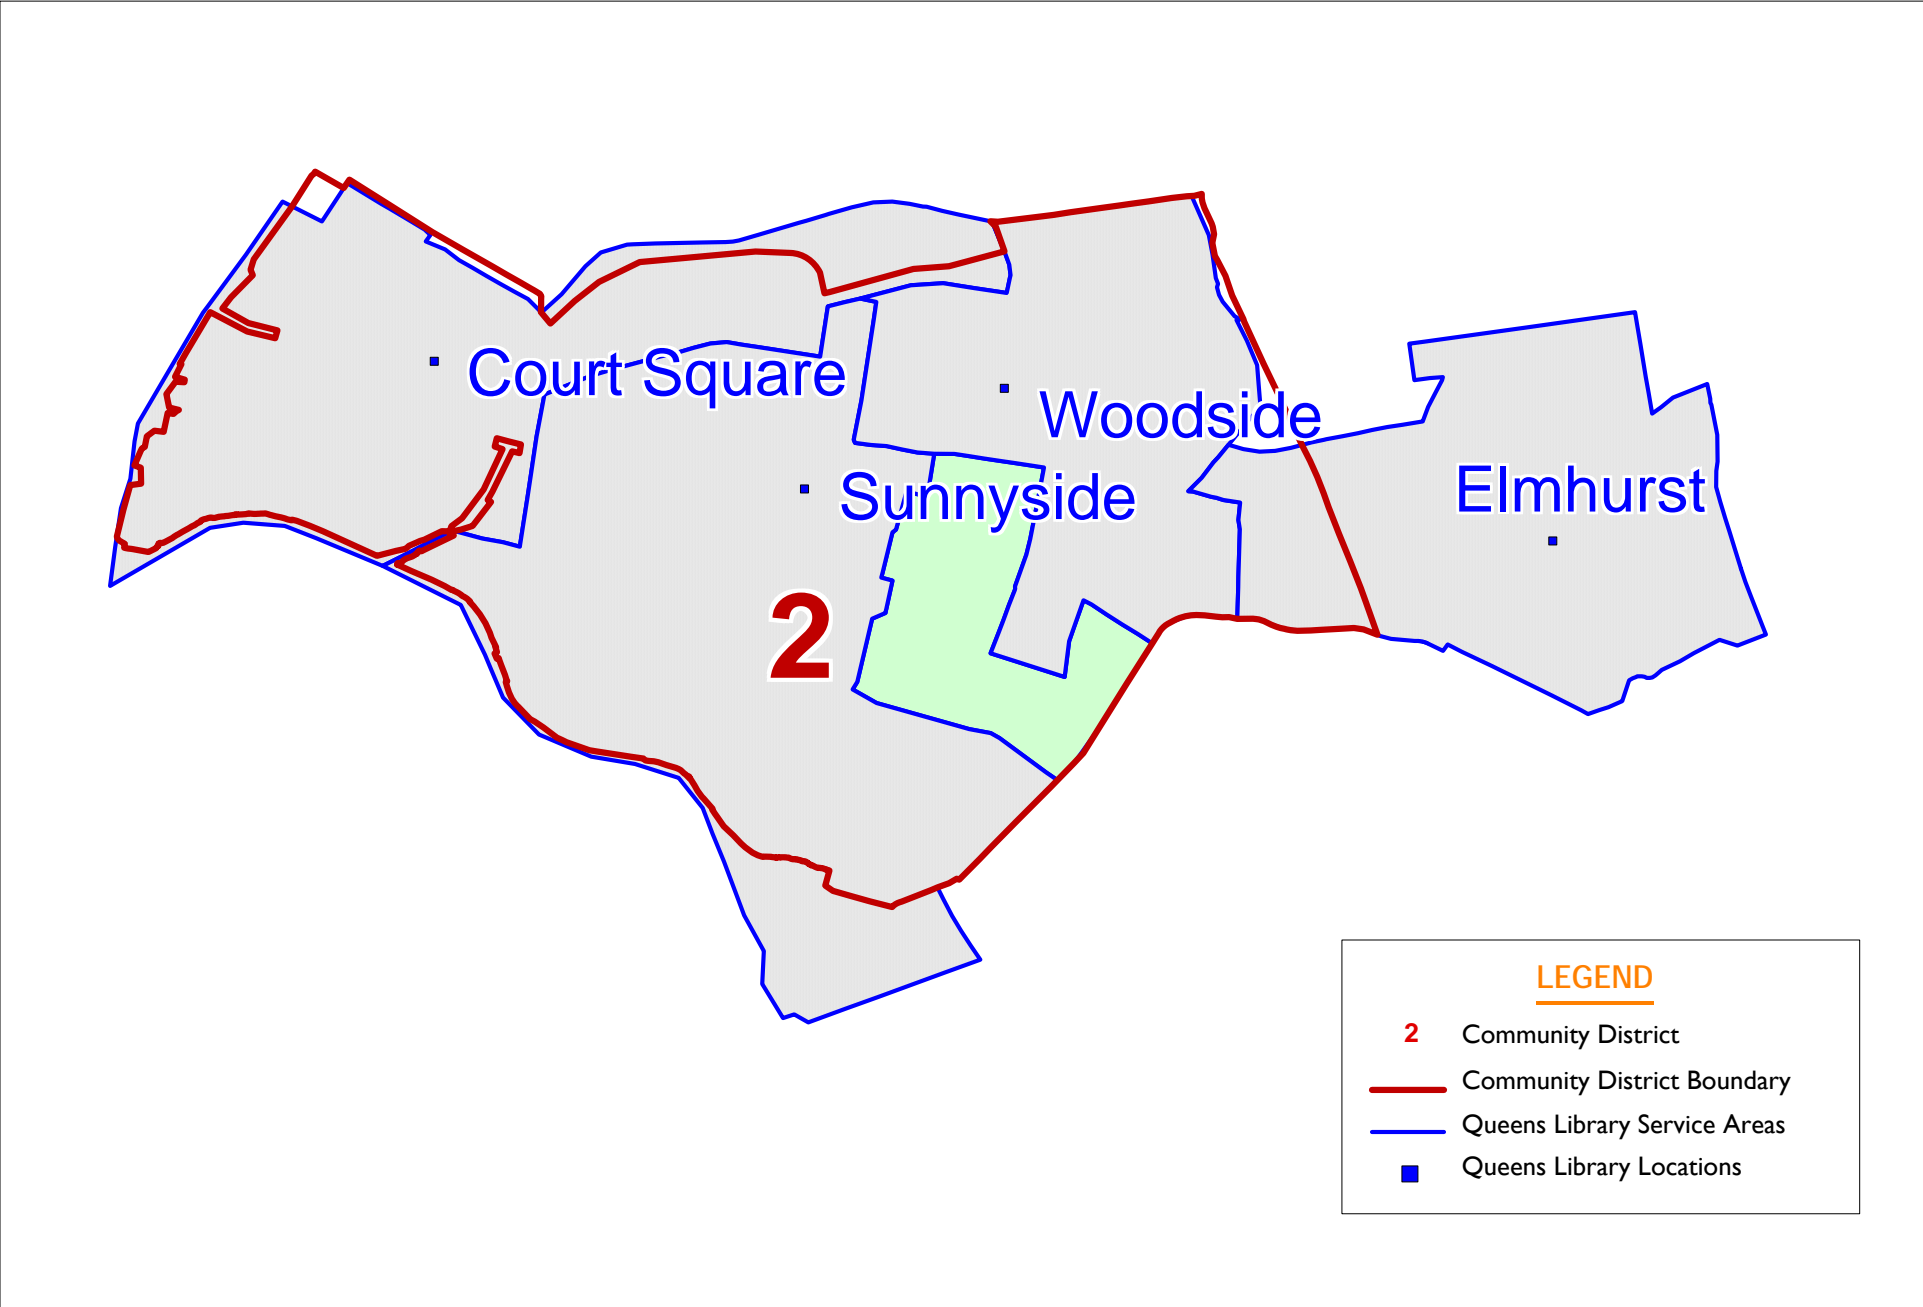 Court Square
Woodside
Sunnyside
Elmhurst
2
LEGEND
2 Community District
Community District Boundary
Queens Library Service Areas
Queens Library Locations